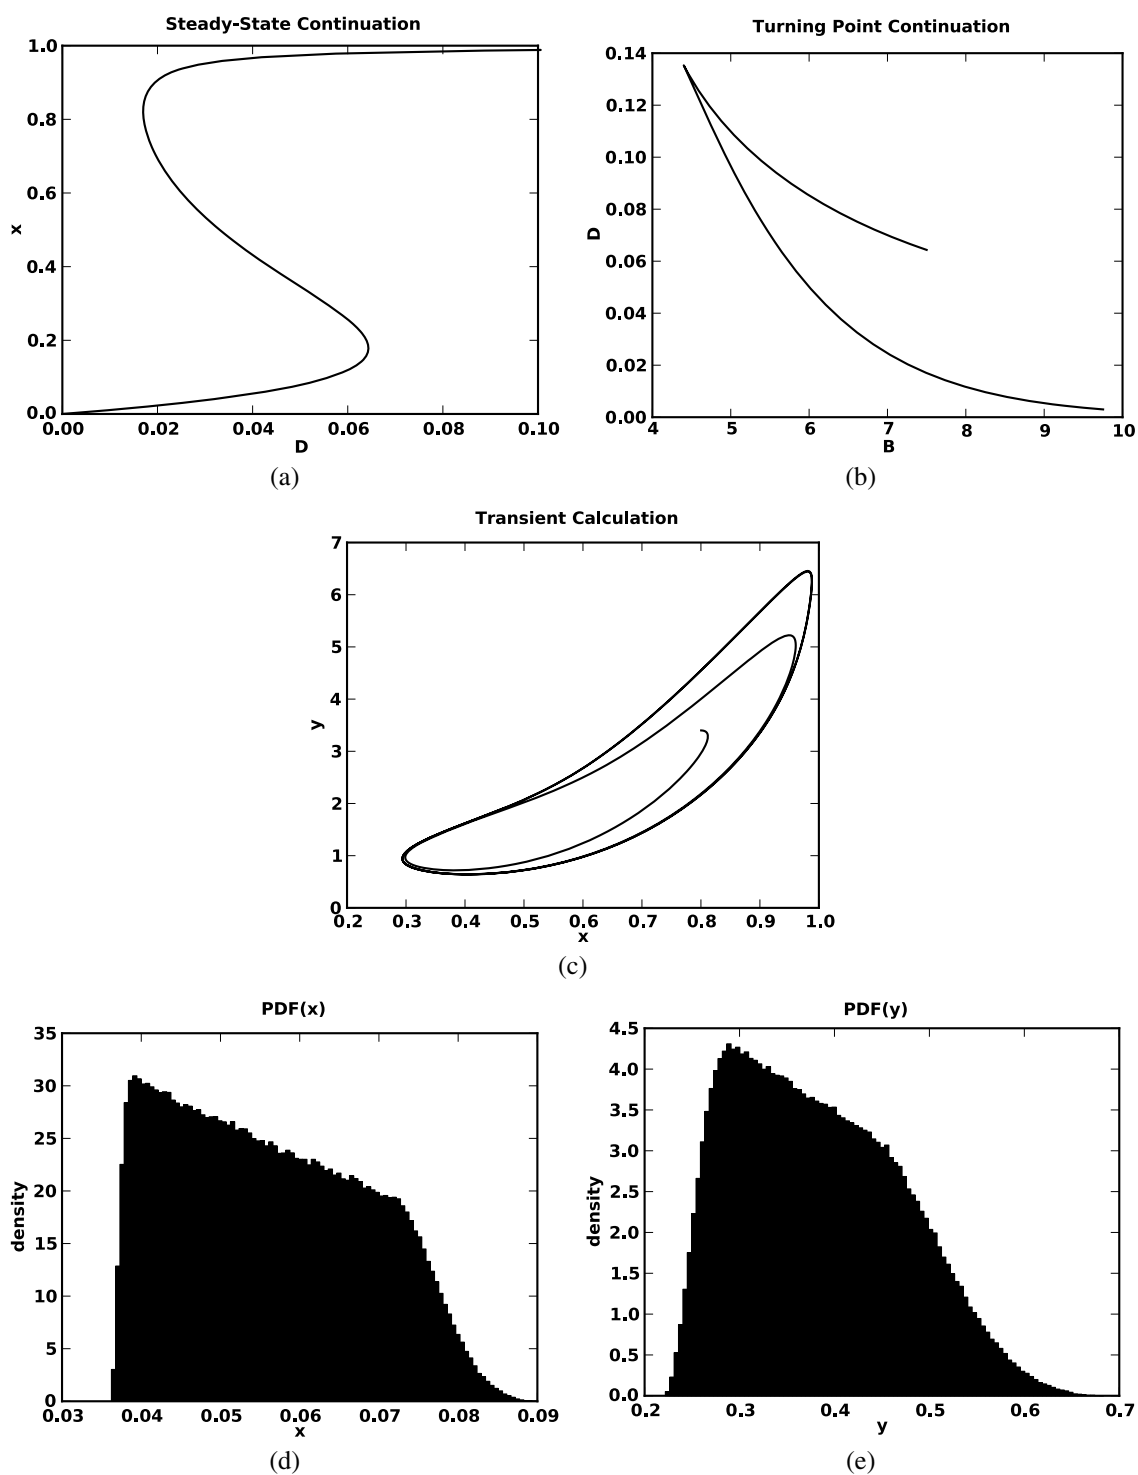 Steady-State Continuation
1.0
0.8
0.6
0.4
0.2
0.0
x
0.00 0.02 0.04 0.06 0.08 0.10
D
(a)
Turning Point Continuation
0.14
0.12
0.10
0.08
0.06
0.04
0.02
0.00
D
4 5 6 7 8 9 10
B
(b)
Transient Calculation
7
6
5
4
3
2
1
0
y
0.2 0.3 0.4 0.5 0.6 0.7 0.8 0.9 1.0
x
(c)
PDF(x)
35
30
25
20
15
10
5
0
density
0.03 0.04 0.05 0.06 0.07 0.08 0.09
x
(d)
PDF(y)
4.5
4.0
3.5
3.0
2.5
2.0
1.5
1.0
0.5
0.0
density
0.2 0.3 0.4 0.5 0.6 0.7
y
(e)